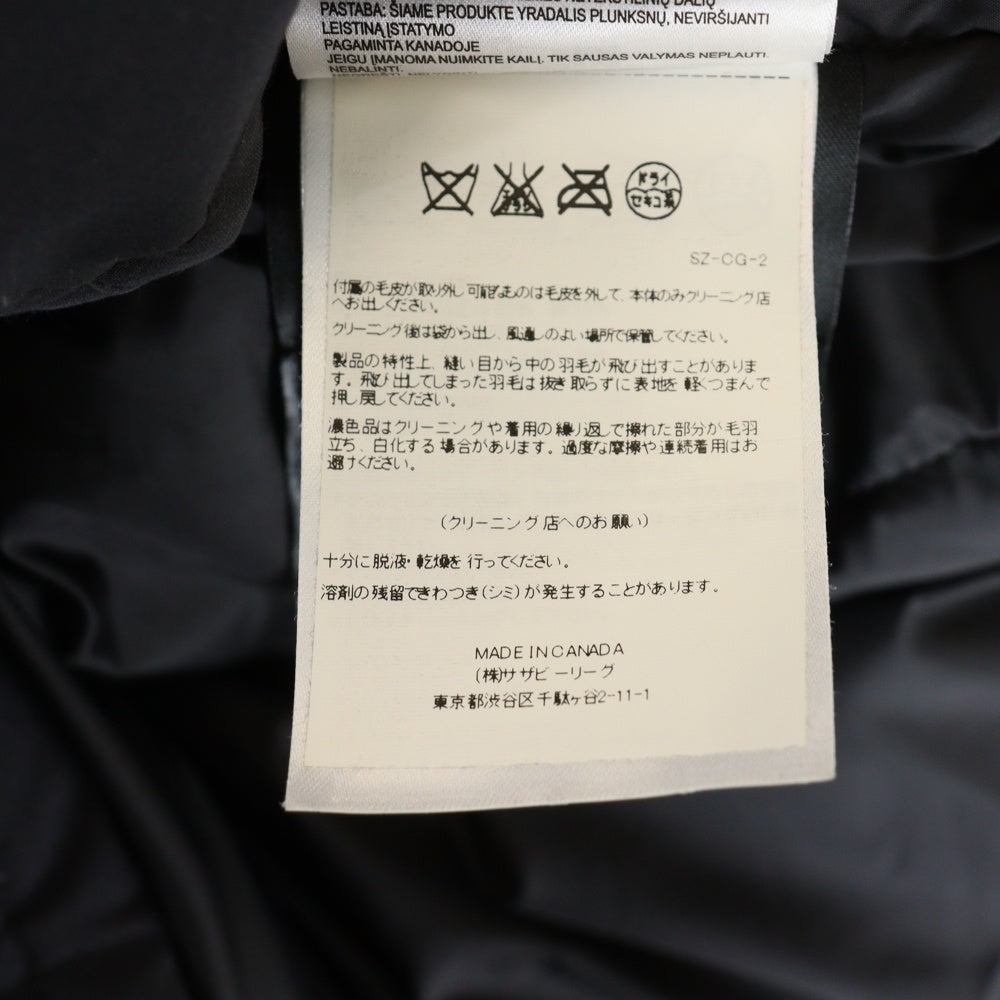 PASTABA: ŠIAME PRODUKTE YRADALIS PLUNKSNŲ, NEVIRŠIJANTI
LEISTINĄ ĮSTATYMO
PAGAMINTA KANADOJE
JEIGU ĮMANOMA NUIMKITE KAILĮ. TIK SAUSAS VALYMAS NEPLAUTI.
NEBALINTI.
エンソ
サラシ
ドライ
セキユ系
SZ-CG-2
付属の毛皮が取り外し可能なものは毛皮を外して、本体のみクリーニング店
へお出しください。
クリーニング後は袋から出し、風通しのよい場所で保管してください。
製品の特性上、縫い目から中の羽毛が飛び出すことがありま
す。飛び出してしまった羽毛は抜き取らずに表地を軽くつまんで
押し戻してください。
濃色品はクリーニングや着用の繰り返しで擦れた部分が毛羽
立ち、白化する場合があります。過度な摩擦や連続着用はお
避けください。
(クリーニング店へのお願い)
十分に脱液・乾燥を行ってください。
溶剤の残留できわつき(シミ)が発生することがあります。
MADE IN CANADA
(株)サザビーリーグ
東京都渋谷区千駄ヶ谷2-11-1